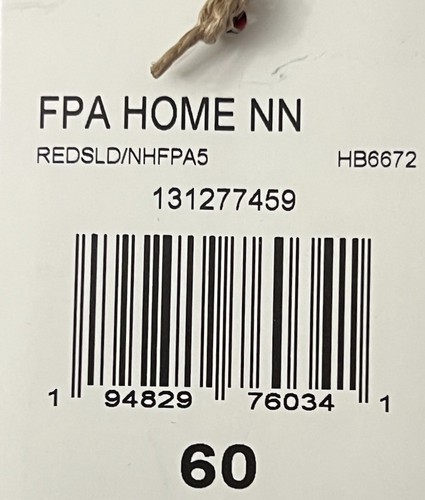 FPA HOME NN
REDSLD/NHFPA5 HB6672
131277459
1 94829 76034 1
60